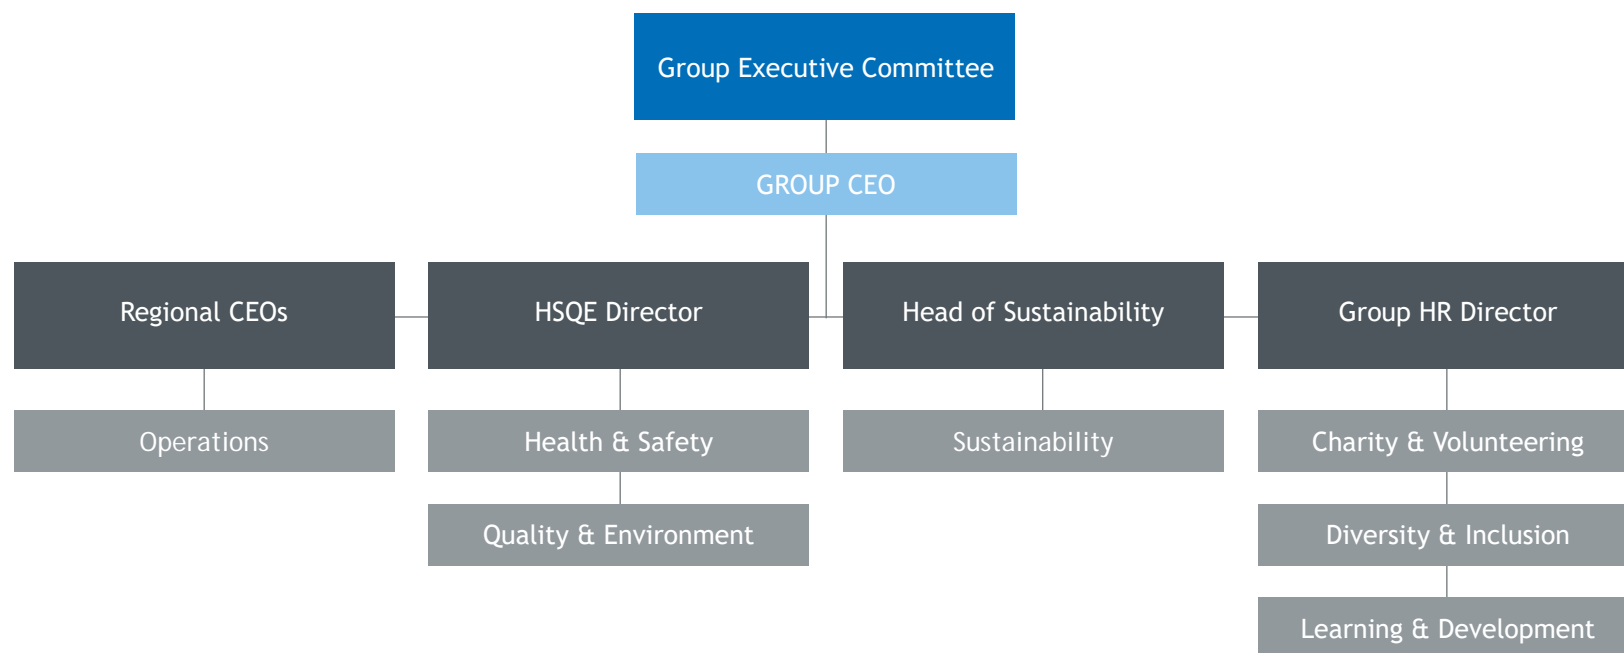 Group Executive Committee
GROUP CEO
Regional CEOs
HSQE Director
Head of Sustainability
Group HR Director
Operations
Health & Safety
Sustainability
Charity & Volunteering
Quality & Environment
Diversity & Inclusion
Learning & Development